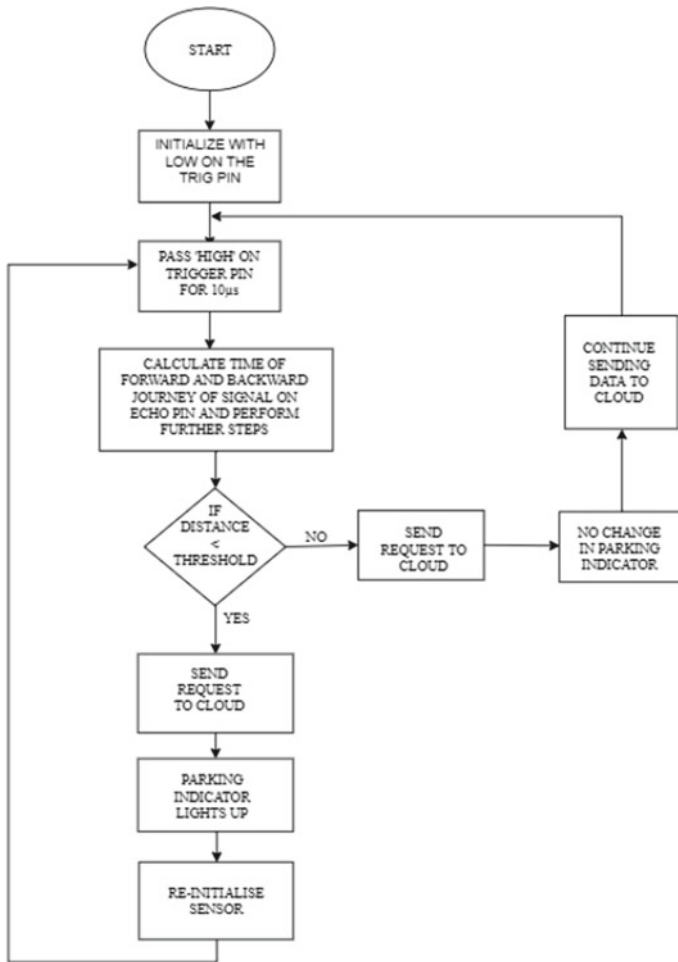 START
INITIALIZE WITH
LOW ON THE
TRIG PIN
PASS 'HIGH' ON
TRIGGER PIN
FOR 10µs
CALCULATE TIME OF
FORWARD AND BACKWARD
JOURNEY OF SIGNAL ON
ECHO PIN AND PERFORM
FURTHER STEPS
IF
DISTANCE
<
THRESHOLD
NO
SEND
REQUEST TO
CLOUD
NO CHANGE
IN PARKING
INDICATOR
CONTINUE
SENDING
DATA TO
CLOUD
YES
SEND
REQUEST
TO CLOUD
PARKING
INDICATOR
LIGHTS UP
RE-INITIALISE
SENSOR